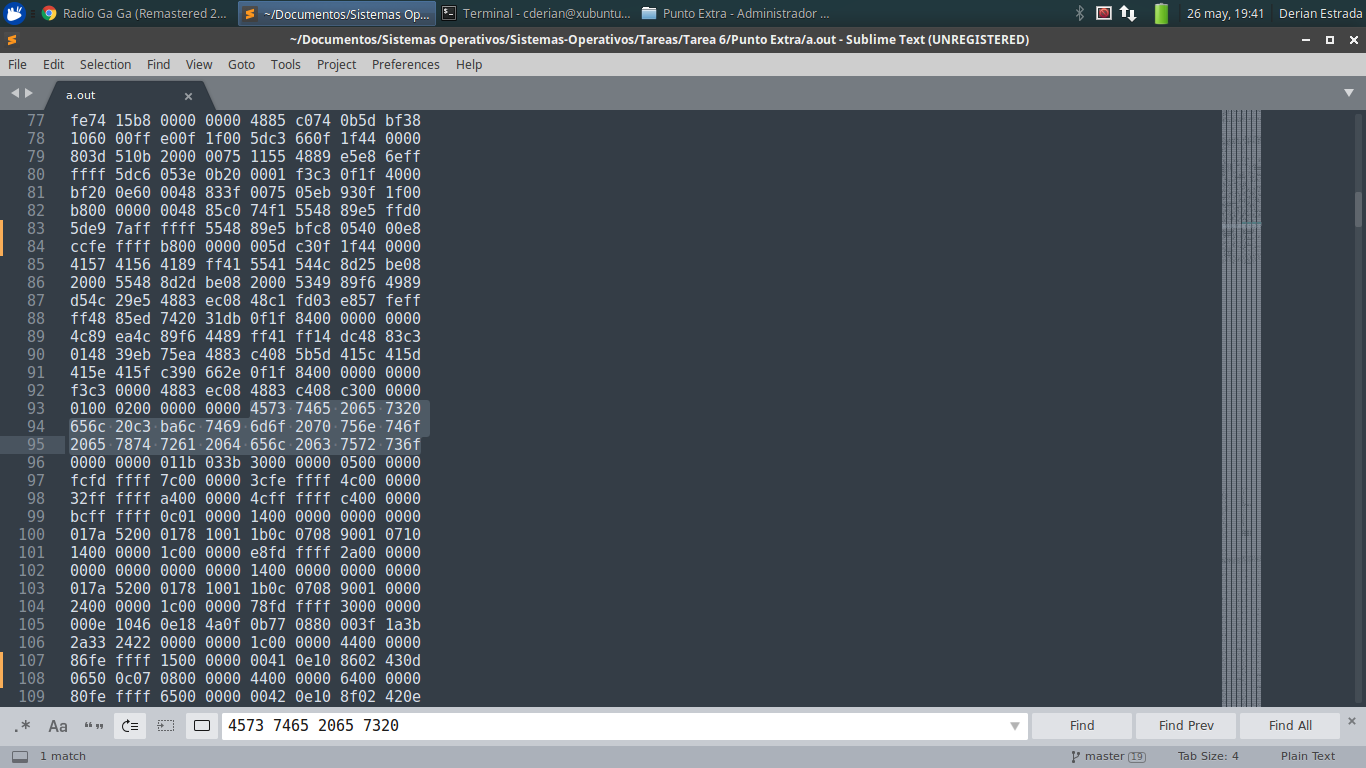 Radio Ga Ga (Remastered 2...
~/Documentos/Sistemas Op...
Terminal - cderian@xubuntu...
Punto Extra - Administrador ...
26 may, 19:41
Derian Estrada
~/Documentos/Sistemas Operativos/Sistemas-Operativos/Tareas/Tarea 6/Punto Extra/a.out - Sublime Text (UNREGISTERED)
File Edit Selection Find View Goto Tools Project Preferences Help
a.out
77 fe74 15b8 0000 0000 4885 c074 0b5d bf38
78 1060 00ff e00f 1f00 5dc3 660f 1f44 0000
79 803d 510b 2000 0075 1155 4889 e5e8 6eff
80 ffff 5dc6 053e 0b20 0001 f3c3 0f1f 4000
81 bf20 0e60 0048 833f 0075 05eb 930f 1f00
82 b800 0000 0048 85c0 74f1 5548 89e5 ffd0
83 5de9 7aff ffff 5548 89e5 bfc8 0540 00e8
84 ccfe ffff b800 0000 005d c30f 1f44 0000
85 4157 4156 4189 ff41 5541 544c 8d25 be08
86 2000 5548 8d2d be08 2000 5349 89f6 4989
87 d54c 29e5 4883 ec08 48c1 fd03 e857 feff
88 ff48 85ed 7420 31db 0f1f 8400 0000 0000
89 4c89 ea4c 89f6 4489 ff41 ff14 dc48 83c3
90 0148 39eb 75ea 4883 c408 5b5d 415c 415d
91 415e 415f c390 662e 0f1f 8400 0000 0000
92 f3c3 0000 4883 ec08 4883 c408 c300 0000
93 0100 0200 0000 0000 4573 7465 2065 7320
94 656c 20c3 ba6c 7469 6d6f 2070 756e 746f
95 2065 7874 7261 2064 656c 2063 7572 736f
96 0000 0000 011b 033b 3000 0000 0500 0000
97 fcfd ffff 7c00 0000 3cfe ffff 4c00 0000
98 32ff ffff a400 0000 4cff ffff c400 0000
99 bcff ffff 0c01 0000 1400 0000 0000 0000
100 017a 5200 0178 1001 1b0c 0708 9001 0710
101 1400 0000 1c00 0000 e8fd ffff 2a00 0000
102 0000 0000 0000 0000 1400 0000 0000 0000
103 017a 5200 0178 1001 1b0c 0708 9001 0000
104 2400 0000 1c00 0000 78fd ffff 3000 0000
105 000e 1046 0e18 4a0f 0b77 0880 003f 1a3b
106 2a33 2422 0000 0000 1c00 0000 4400 0000
107 86fe ffff 1500 0000 0041 0e10 8602 430d
108 0650 0c07 0800 0000 4400 0000 6400 0000
109 80fe ffff 6500 0000 0042 0e10 8f02 420e
.* Aa “” 4573 7465 2065 7320 Find Find Prev Find All
1 match
master 19
Tab Size: 4
Plain Text